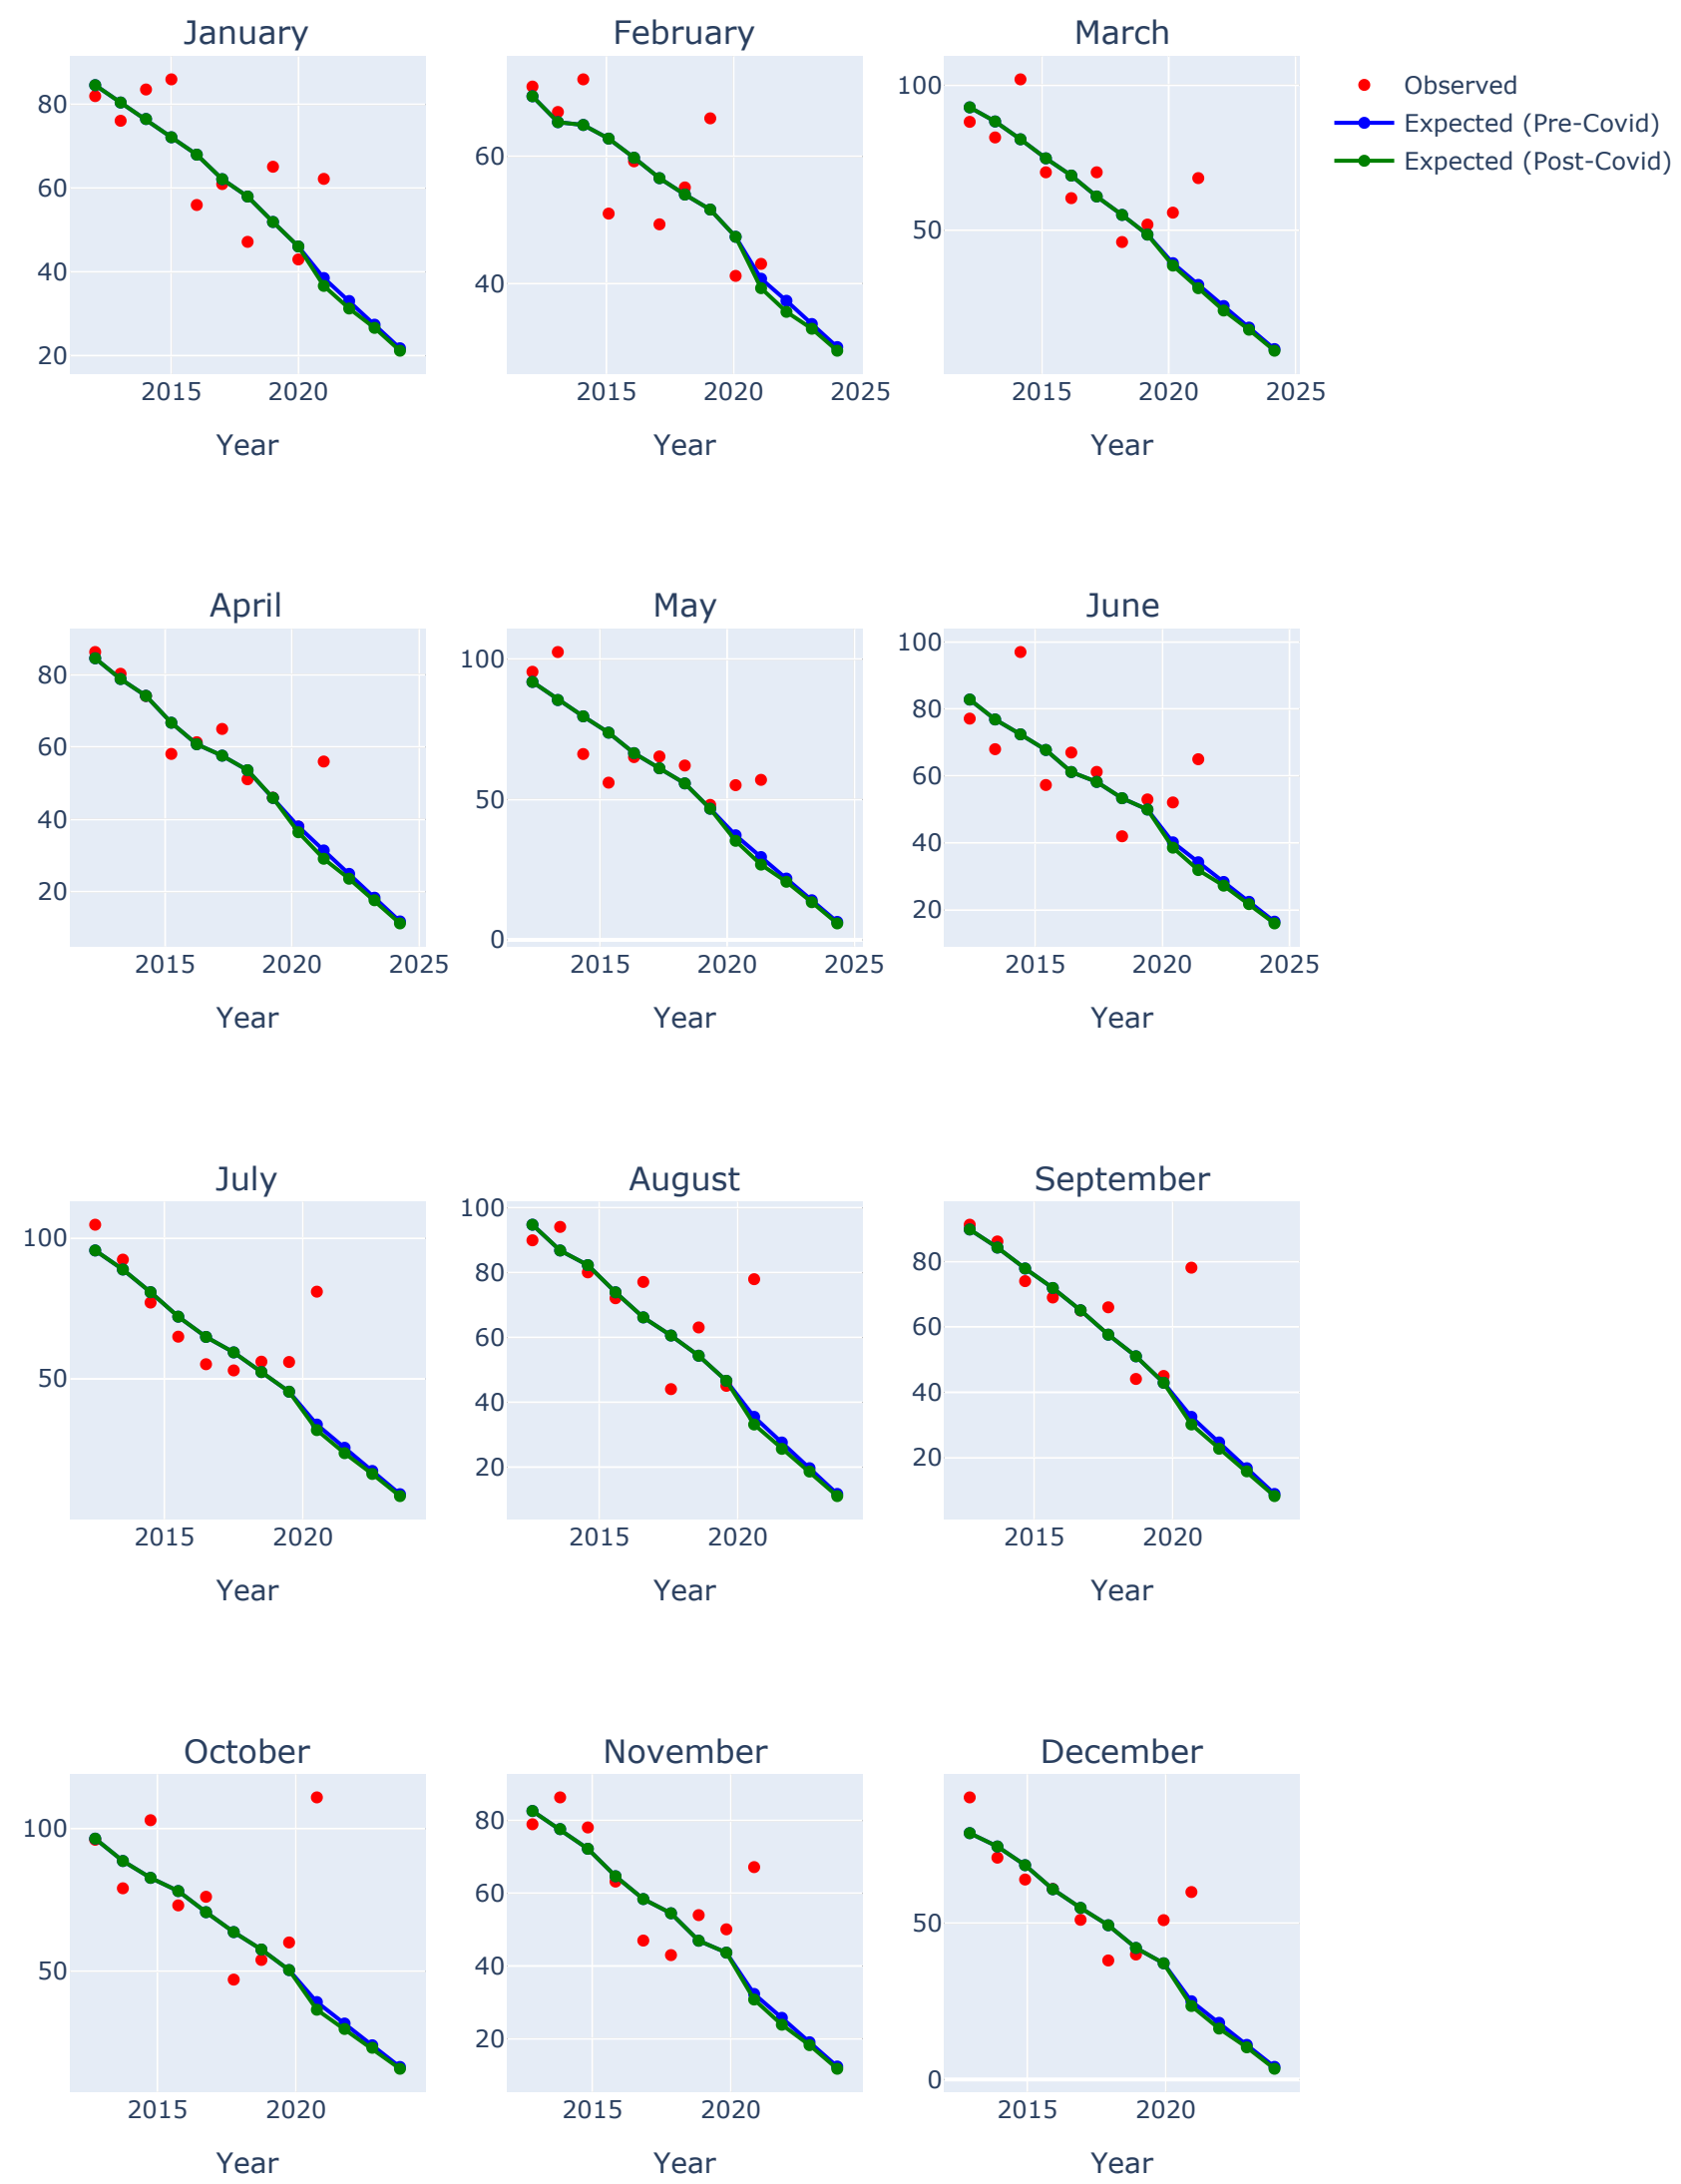 January
February
March
Observed
Expected (Pre-Covid)
Expected (Post-Covid)
80
60
40
20
2015
2020
Year
60
40
2015
2020
2025
Year
100
50
2015
2020
2025
Year
April
May
June
80
60
40
20
2015
2020
2025
Year
100
50
0
2015
2020
2025
Year
100
80
60
40
20
2015
2020
2025
Year
July
August
September
100
50
2015
2020
Year
100
80
60
40
20
2015
2020
Year
80
60
40
20
2015
2020
Year
October
November
December
100
50
2015
2020
Year
80
60
40
20
2015
2020
Year
50
0
2015
2020
Year